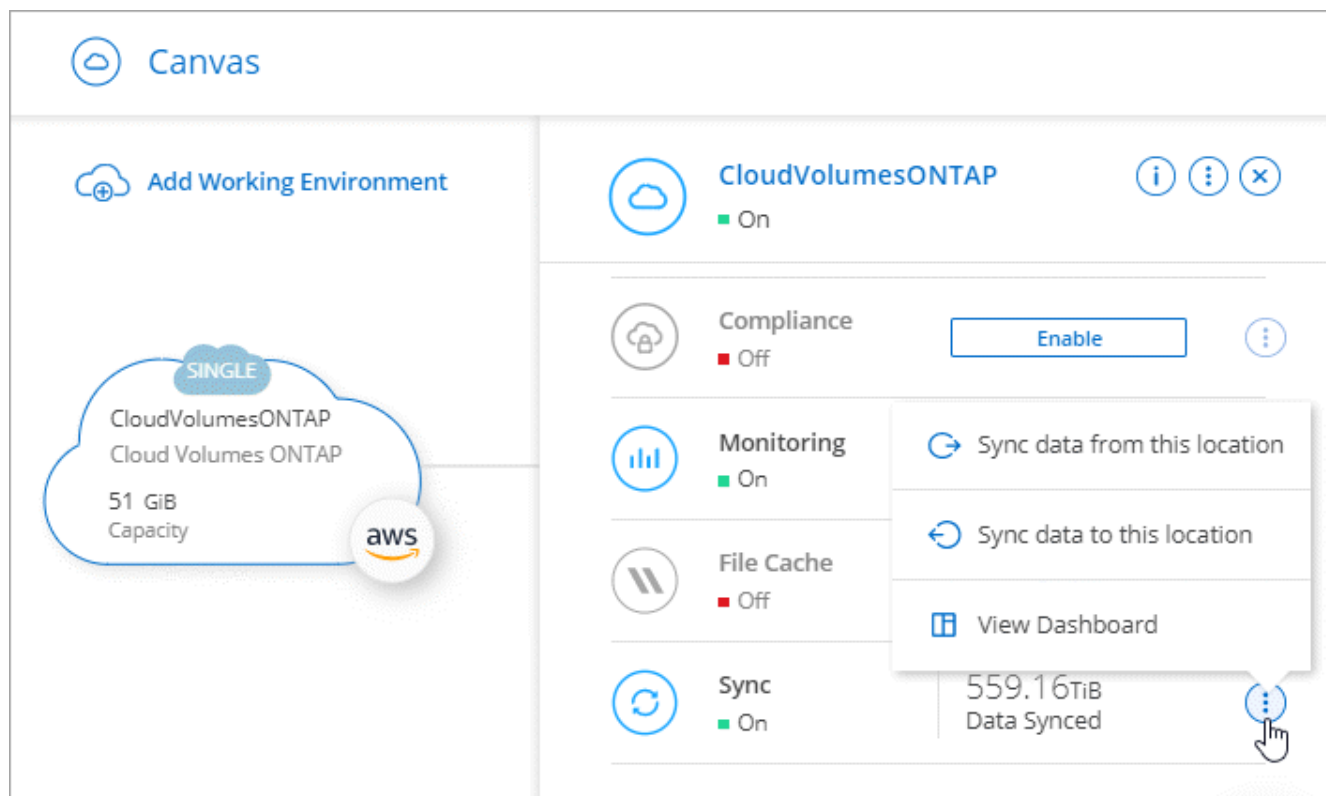 Canvas
Add Working Environment
SINGLE
CloudVolumesONTAP
Cloud Volumes ONTAP
51 GiB
Capacity
aws
CloudVolumesONTAP
On
Compliance
Off
Enable
Monitoring
On
File Cache
Off
Sync
On
559.16TiB
Data Synced
Sync data from this location
Sync data to this location
View Dashboard